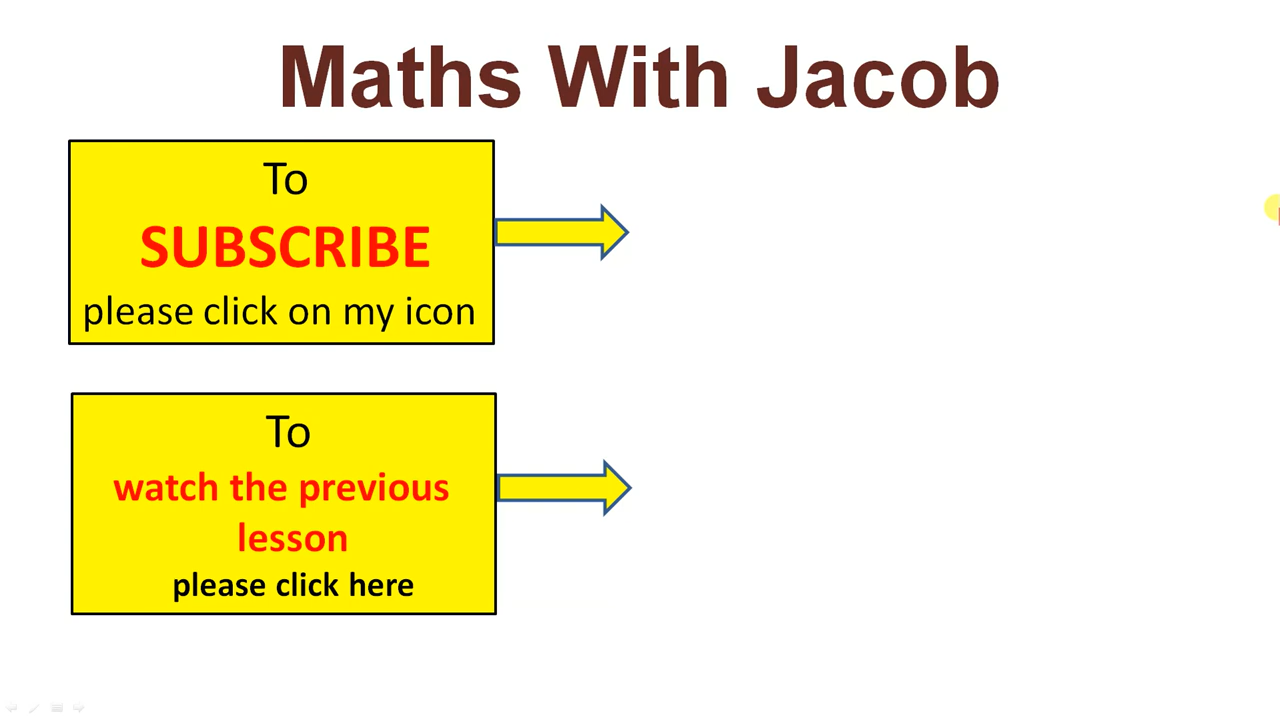 Maths With Jacob
To
SUBSCRIBE
please click on my icon
To
watch the previous
lesson
please click here